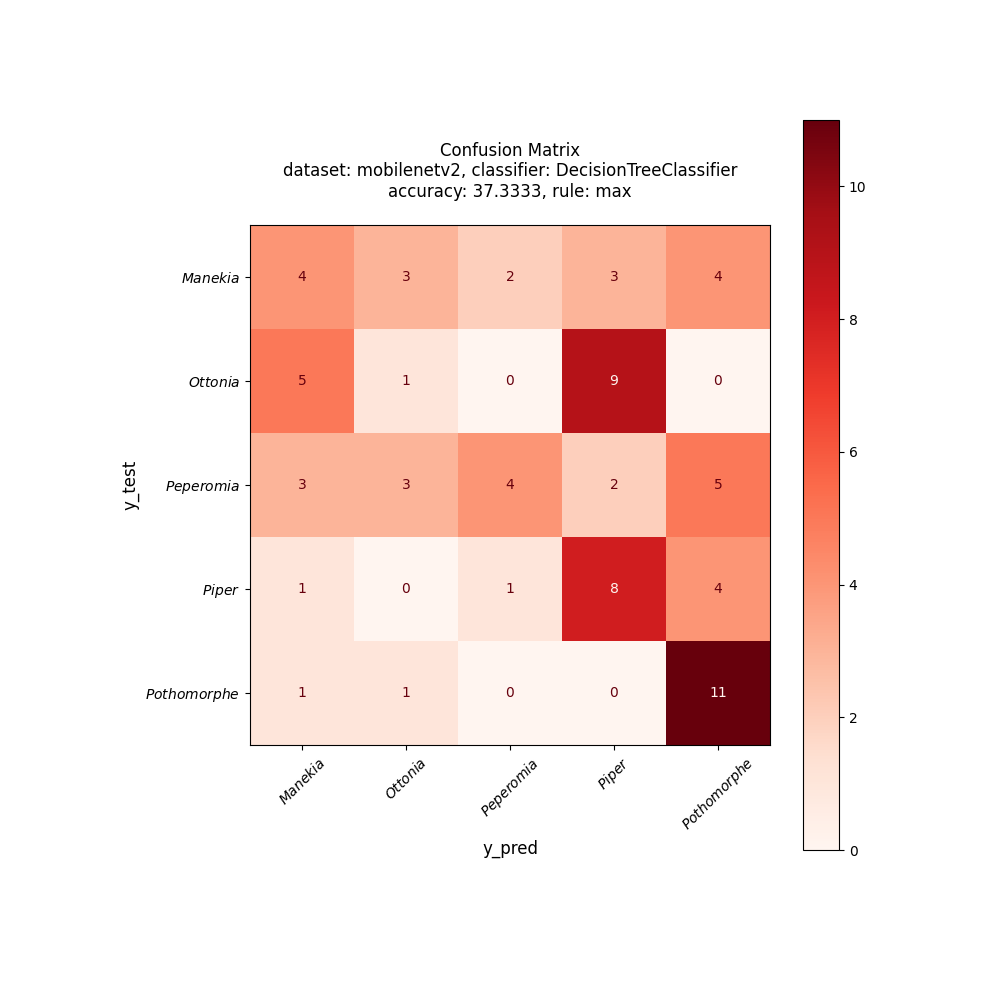 Confusion Matrix
dataset: mobilenetv2, classifier: DecisionTreeClassifier
accuracy: 37.3333, rule: max
y_test
Manekia 4 3 2 3 4
Ottonia 5 1 0 9 0
Peperomia 3 3 4 2 5
Piper 1 0 1 8 4
Pothomorphe 1 1 0 0 11
Manekia Ottonia Peperomia Piper Pothomorphe
y_pred
10
8
6
4
2
0